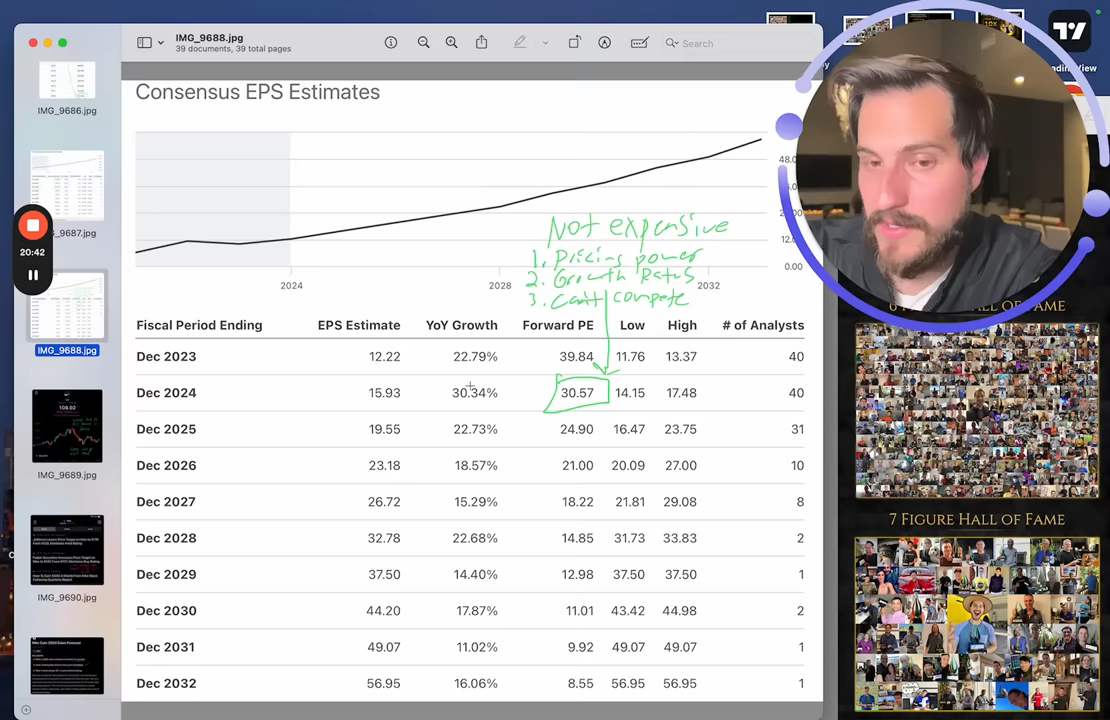 IMG_9688.jpg
39 documents, 39 total pages
Search
IMG_9686.jpg
9687.jpg
20:42
IMG_9688.jpg
IMG_9689.jpg
IMG_9690.jpg
Consensus EPS Estimates
48.0
12.0
0.00
2024
2028
2032
Not expensive
1. Pricing power
2. Growth Rates
3. Can't compete
Fiscal Period Ending EPS Estimate YoY Growth Forward PE Low High # of Analysts
Dec 2023 12.22 22.79% 39.84 11.76 13.37 40
Dec 2024 15.93 30.34% 30.57 14.15 17.48 40
Dec 2025 19.55 22.73% 24.90 16.47 23.75 31
Dec 2026 23.18 18.57% 21.00 20.09 27.00 10
Dec 2027 26.72 15.29% 18.22 21.81 29.08 8
Dec 2028 32.78 22.68% 14.85 31.73 33.83 2
Dec 2029 37.50 14.40% 12.98 37.50 37.50 1
Dec 2030 44.20 17.87% 11.01 43.42 44.98 2
Dec 2031 49.07 11.02% 9.92 49.07 49.07 1
Dec 2032 56.95 16.06% 8.55 56.95 56.95 1
View
OF FAME
7 FIGURE HALL OF FAME
108.02